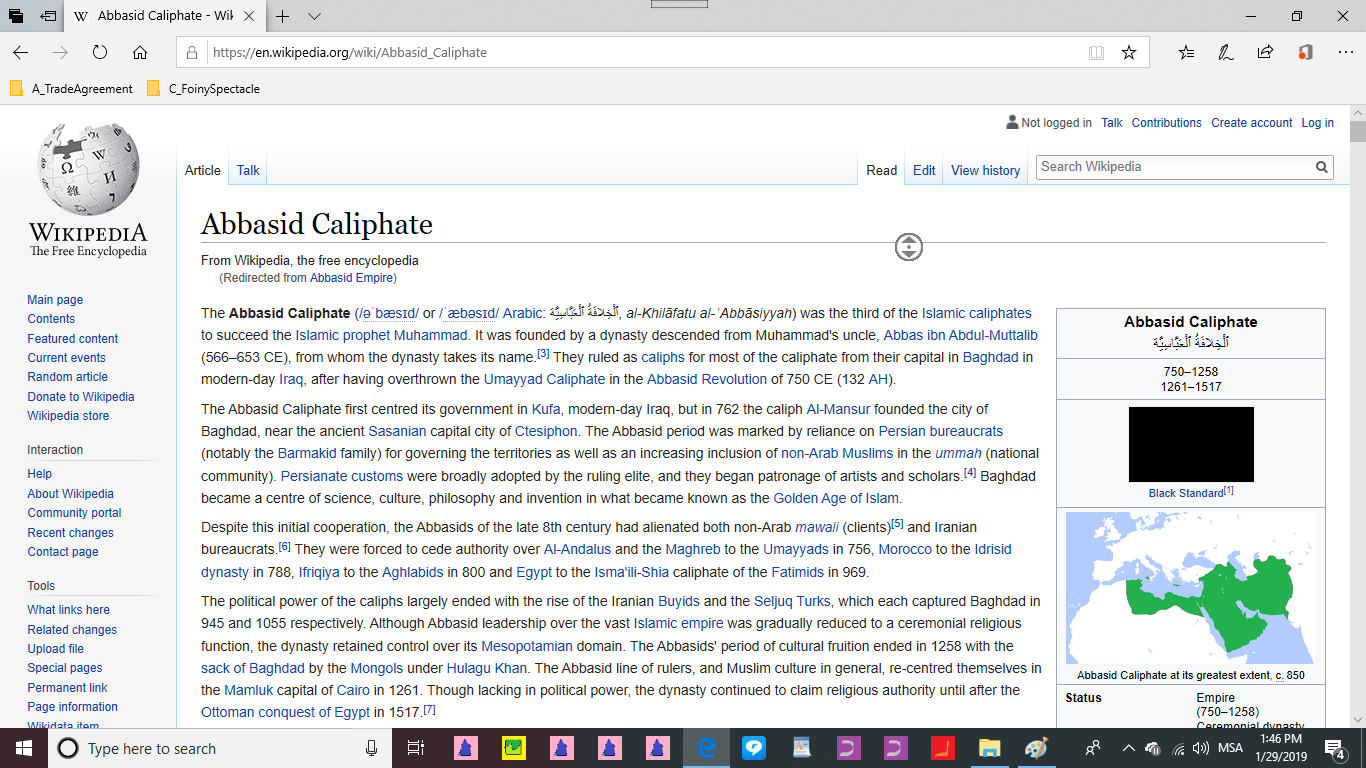 Abbasid Caliphate - Wik
https://en.wikipedia.org/wiki/Abbasid_Caliphate
A_TradeAgreement C_FoinySpectacle
Not logged in Talk Contributions Create account Log in
Article Talk Read Edit View history Search Wikipedia
WIKIPEDIA
The Free Encyclopedia
Main page
Contents
Featured content
Current events
Random article
Donate to Wikipedia
Wikipedia store
Interaction
Help
About Wikipedia
Community portal
Recent changes
Contact page
Tools
What links here
Related changes
Upload file
Special pages
Permanent link
Page information
Wikidata item
Abbasid Caliphate
From Wikipedia, the free encyclopedia
(Redirected from Abbasid Empire)
The Abbasid Caliphate (/əˈbæsɪd/ or /ˈæbəsɪd/ Arabic: ٱلْخِلافَةُ ٱلْعَبَّاسِيَّة, al-Khilāfatu al-ʿAbbāsiyyah) was the third of the Islamic caliphates
to succeed the Islamic prophet Muhammad. It was founded by a dynasty descended from Muhammad's uncle, Abbas ibn Abdul-Muttalib
(566–653 CE), from whom the dynasty takes its name.[3] They ruled as caliphs for most of the caliphate from their capital in Baghdad in
modern-day Iraq, after having overthrown the Umayyad Caliphate in the Abbasid Revolution of 750 CE (132 AH).
The Abbasid Caliphate first centred its government in Kufa, modern-day Iraq, but in 762 the caliph Al-Mansur founded the city of
Baghdad, near the ancient Sasanian capital city of Ctesiphon. The Abbasid period was marked by reliance on Persian bureaucrats
(notably the Barmakid family) for governing the territories as well as an increasing inclusion of non-Arab Muslims in the ummah (national
community). Persianate customs were broadly adopted by the ruling elite, and they began patronage of artists and scholars.[4] Baghdad
became a centre of science, culture, philosophy and invention in what became known as the Golden Age of Islam.
Despite this initial cooperation, the Abbasids of the late 8th century had alienated both non-Arab mawali (clients)[5] and Iranian
bureaucrats.[6] They were forced to cede authority over Al-Andalus and the Maghreb to the Umayyads in 756, Morocco to the Idrisid
dynasty in 788, Ifriqiya to the Aghlabids in 800 and Egypt to the Isma'ili-Shia caliphate of the Fatimids in 969.
The political power of the caliphs largely ended with the rise of the Iranian Buyids and the Seljuq Turks, which each captured Baghdad in
945 and 1055 respectively. Although Abbasid leadership over the vast Islamic empire was gradually reduced to a ceremonial religious
function, the dynasty retained control over its Mesopotamian domain. The Abbasids' period of cultural fruition ended in 1258 with the
sack of Baghdad by the Mongols under Hulagu Khan. The Abbasid line of rulers, and Muslim culture in general, re-centred themselves in
the Mamluk capital of Cairo in 1261. Though lacking in political power, the dynasty continued to claim religious authority until after the
Ottoman conquest of Egypt in 1517.[7]
Abbasid Caliphate
ٱلْخِلافَةُ ٱلْعَبَّاسِيَّة
750–1258
1261–1517
Black Standard[1]
Abbasid Caliphate at its greatest extent, c. 850
Status Empire
(750–1258)
Ceremonial dynasty
Type here to search
MSA
1:46 PM
1/29/2019
4